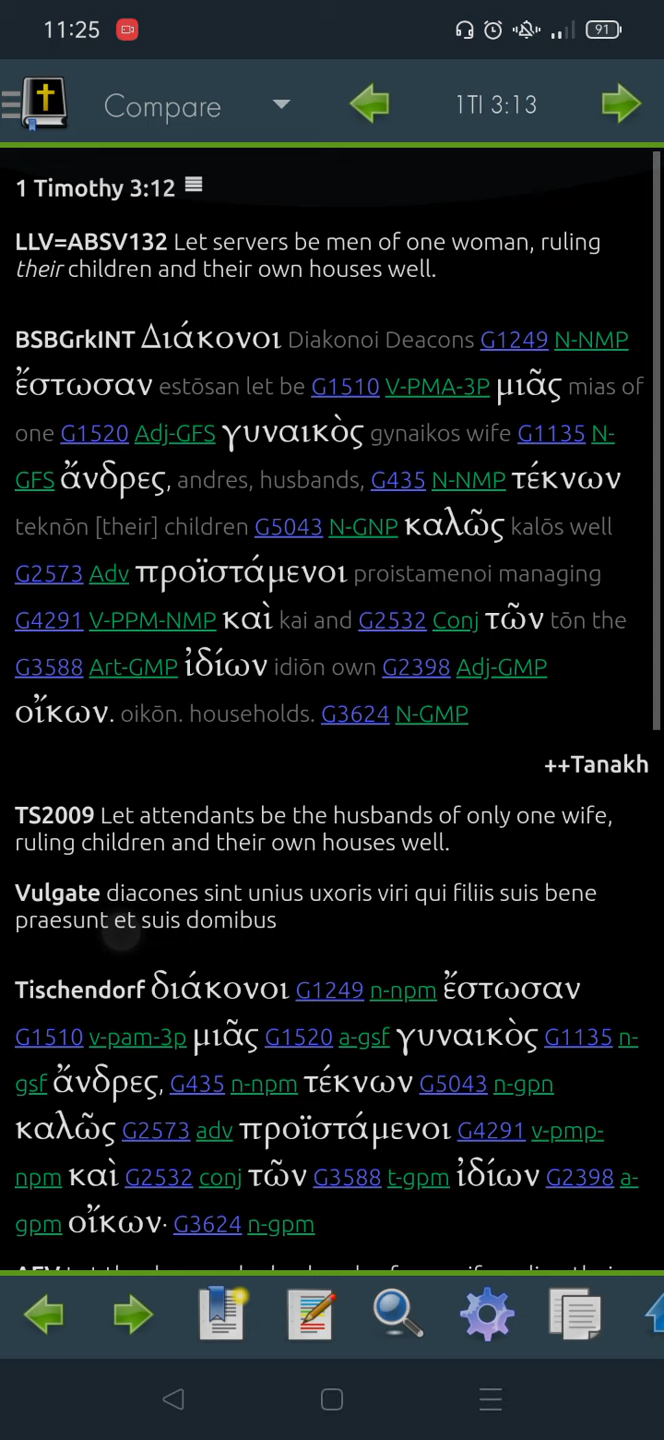 11:25
91
Compare
1TI 3:13
1 Timothy 3:12
LLV=ABSV132 Let servers be men of one woman, ruling
their children and their own houses well.
BSBGrkINT Διάκονοι Diakonoi Deacons G1249 N-NMP
ἔστωσαν estōsan let be G1510 V-PMA-3P μιᾶς mias of
one G1520 Adj-GFS γυναικὸς gynaikos wife G1135 N-
GFS ἄνδρες, andres, husbands, G435 N-NMP τέκνων
teknōn [their] children G5043 N-GNP καλῶς kalōs well
G2573 Adv προϊστάμενοι proistamenoi managing
G4291 V-PPM-NMP καὶ kai and G2532 Conj τῶν tōn the
G3588 Art-GMP ἰδίων idiōn own G2398 Adj-GMP
οἴκων. oikōn. households. G3624 N-GMP
++Tanakh
TS2009 Let attendants be the husbands of only one wife,
ruling children and their own houses well.
Vulgate diacones sint unius uxoris viri qui filiis suis bene
praesunt et suis domibus
Tischendorf διάκονοι G1249 n-npm ἔστωσαν
G1510 v-pam-3p μιᾶς G1520 a-gsf γυναικὸς G1135 n-
gsf ἄνδρες, G435 n-npm τέκνων G5043 n-gpn
καλῶς G2573 adv προϊστάμενοι G4291 v-pmp-
npm καὶ G2532 conj τῶν G3588 t-gpm ἰδίων G2398 a-
gpm οἴκων· G3624 n-gpm